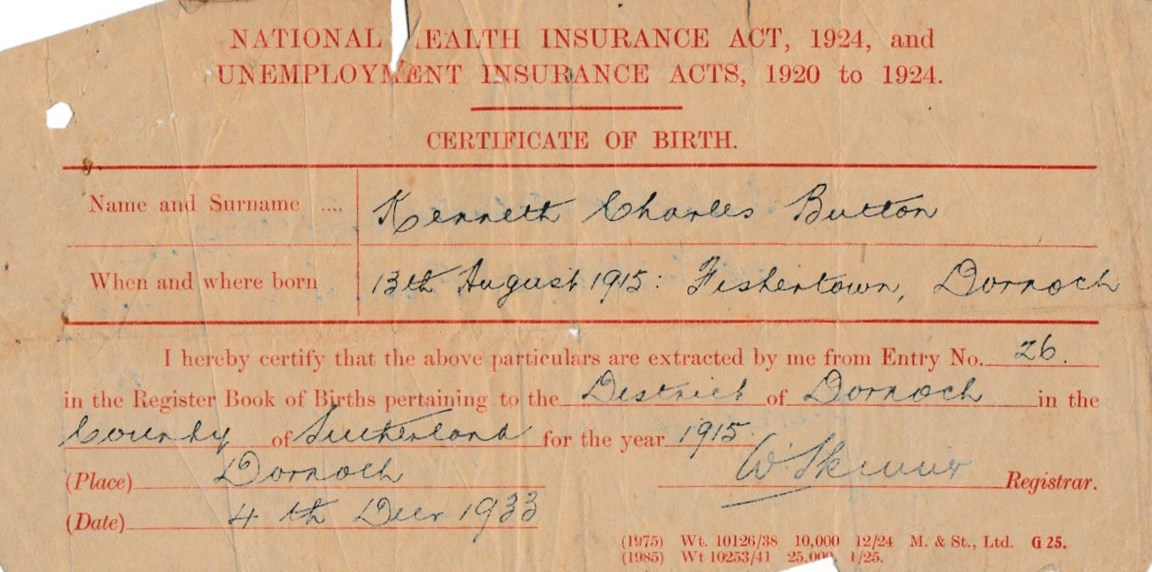 NATIONAL HEALTH INSURANCE ACT, 1924, and
UNEMPLOYMENT INSURANCE ACTS, 1920 to 1924.
CERTIFICATE OF BIRTH.
Name and Surname .... Kenneth Charles Button
When and where born 13th August 1915: Fishertown, Dornoch
I hereby certify that the above particulars are extracted by me from Entry No. 26.
in the Register Book of Births pertaining to the District of Dornoch in the
County of Sutherland for the year 1915.
(Place) Dornoch W. Skinner Registrar.
(Date) 4th Decr 1933
(1975) Wt. 10126/38 10,000 12/24 M. & St., Ltd. G 25.
(1985) Wt 10253/41 25,000 1/25.